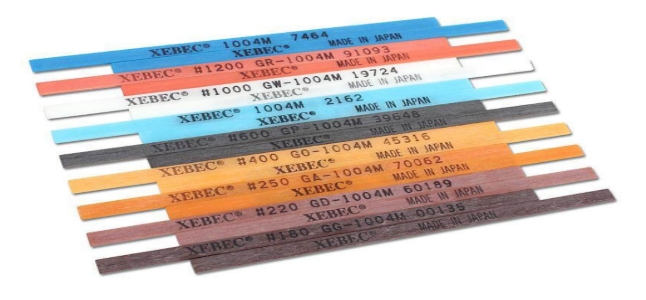 XEBEC® 1004M 7464
XEBEC® MADE IN JAPAN
XEBEC® #1200 GR-1004M 91093
XEBEC® MADE IN JAPAN
XEBEC® #1000 GW-1004M 19724
XEBEC® MADE IN JAPAN
XEBEC® 1004M 2162
XEBEC® MADE IN JAPAN
XEBEC® #600 GP-1004M 39648
XEBEC® MADE IN JAPAN
XEBEC® #400 GO-1004M 45316
XEBEC® MADE IN JAPAN
XEBEC® #250 GA-1004M 70062
XEBEC® MADE IN JAPAN
XEBEC® #220 GD-1004M 60189
XEBEC® MADE IN JAPAN
XEBEC® #180 GG-1004M 00135
XEBEC® MADE IN JAPAN